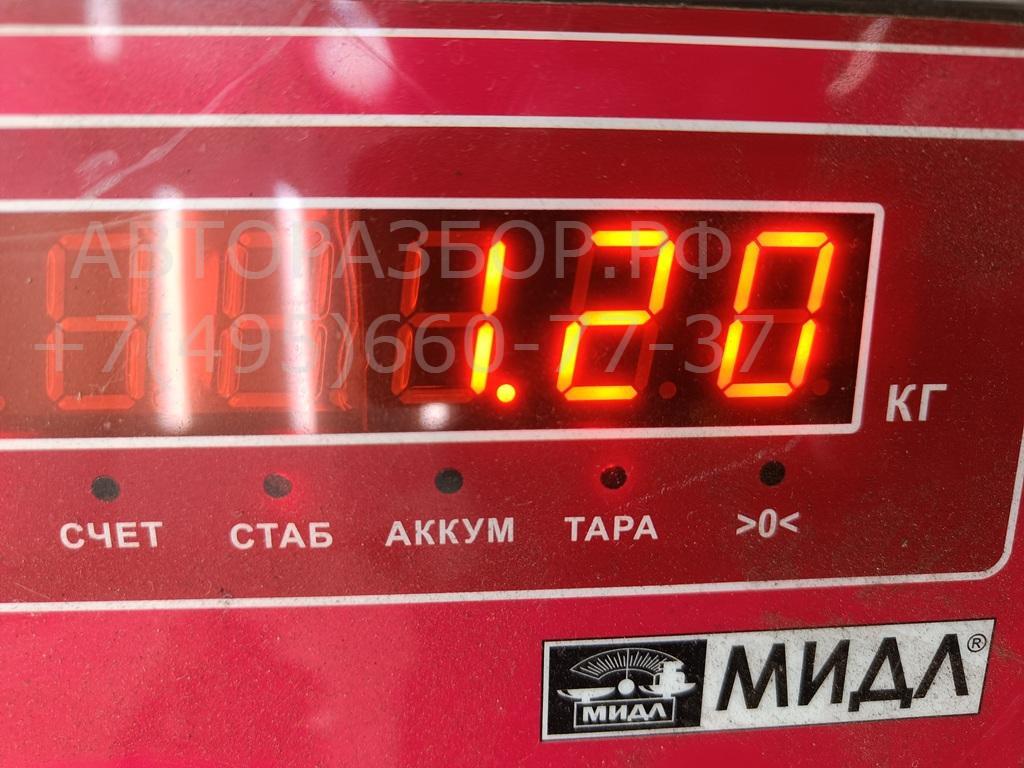 АВТОРАЗБОР.РФ
+7(495)660-77-37
1.20
КГ
СЧЕТ СТАБ АККУМ ТАРА >0<
МИДЛ МИДЛ®